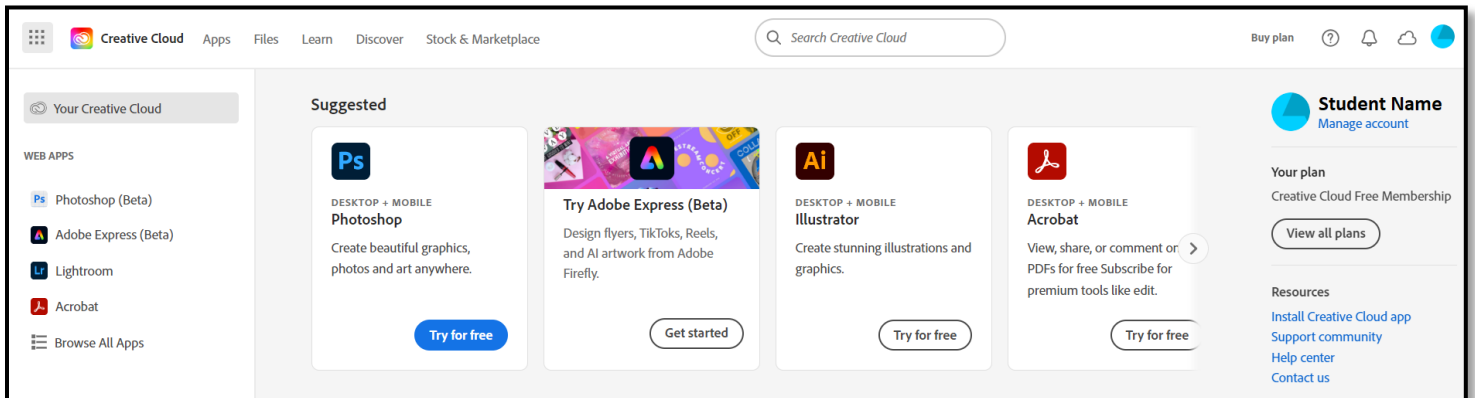 Creative Cloud Apps Files Learn Discover Stock & Marketplace Search Creative Cloud Buy plan
Your Creative Cloud
WEB APPS
Ps Photoshop (Beta)
Adobe Express (Beta)
Lr Lightroom
Acrobat
Browse All Apps
Suggested
Ps
DESKTOP + MOBILE
Photoshop
Create beautiful graphics,
photos and art anywhere.
Try for free
Try Adobe Express (Beta)
Design flyers, TikToks, Reels,
and AI artwork from Adobe
Firefly.
Get started
Ai
DESKTOP + MOBILE
Illustrator
Create stunning illustrations and
graphics.
Try for free
DESKTOP + MOBILE
Acrobat
View, share, or comment on
PDFs for free Subscribe for
premium tools like edit.
Try for free
Student Name
Manage account
Your plan
Creative Cloud Free Membership
View all plans
Resources
Install Creative Cloud app
Support community
Help center
Contact us